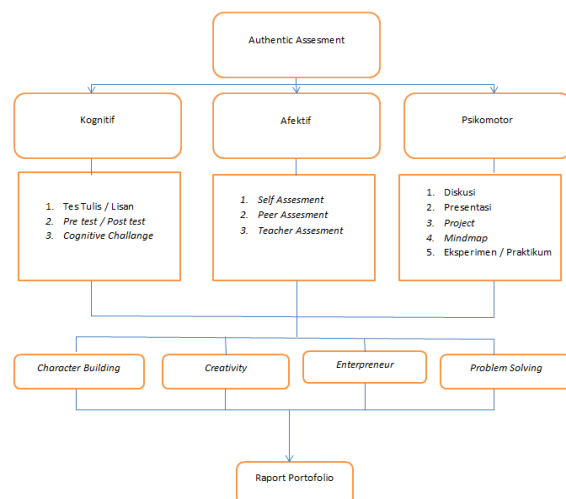 Authentic Assesment
Kognitif
Afektif
Psikomotor
1. Tes Tulis / Lisan
2. Pre test / Post test
3. Cognitive Challange
1. Self Assesment
2. Peer Assesment
3. Teacher Assesment
1. Diskusi
2. Presentasi
3. Project
4. Mindmap
5. Eksperimen / Praktikum
Character Building
Creativity
Enterpreneur
Problem Solving
Raport Portofolio